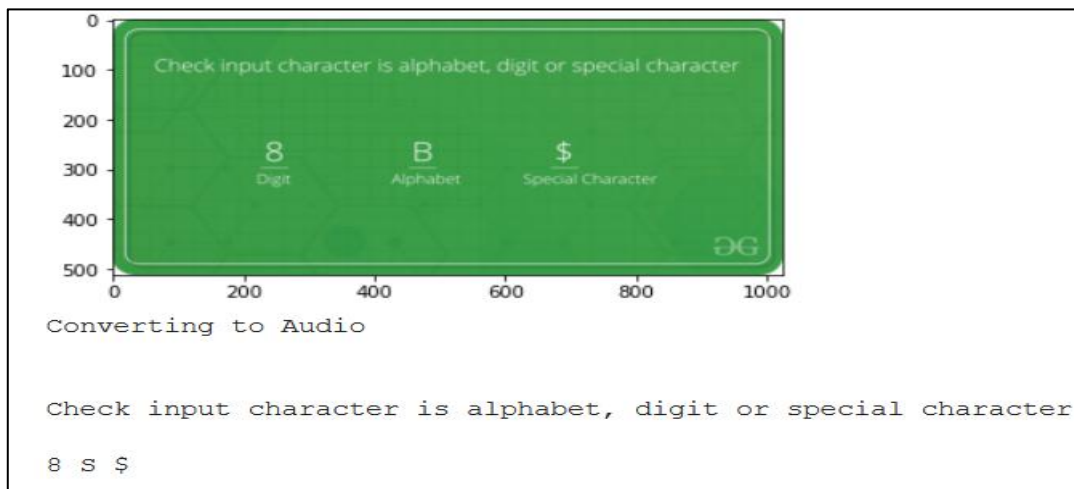 0
Check input character is alphabet, digit or special character
100
200
8 B $
300
Digit Alphabet Special Character
400
GG
500
0 200 400 600 800 1000
Converting to Audio
Check input character is alphabet, digit or special character
8 S $